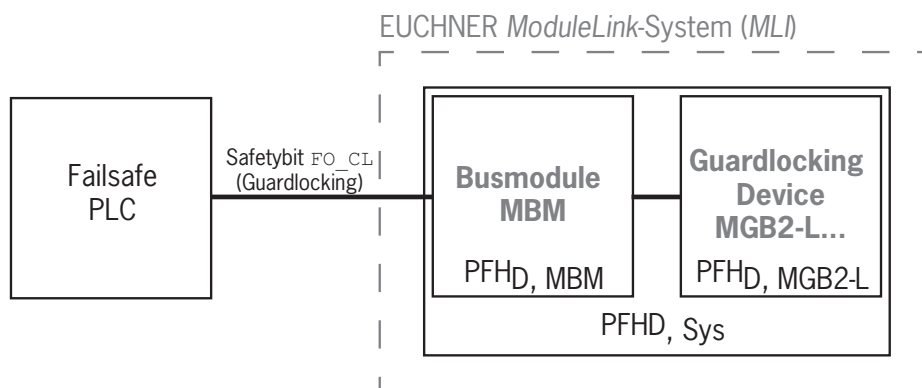 EUCHNER ModuleLink-System (MLI)
Failsafe
PLC
Safetybit FO_CL
(Guardlocking)
Busmodule
MBM
PFHD, MBM
Guardlocking
Device
MGB2-L...
PFHD, MGB2-L
PFHD, Sys